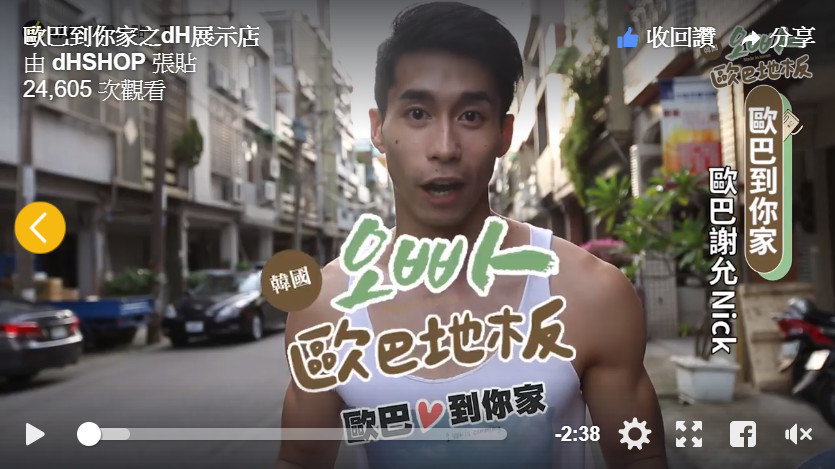 歐巴到你家之dH展示店
由 dHSHOP 張貼
24,605 次觀看
收回讚
分享
오빠
歐巴地板
歐巴到你家
歐巴謝允Nick
韓國
오빠
歐巴地板
歐巴❤到你家
-2:38